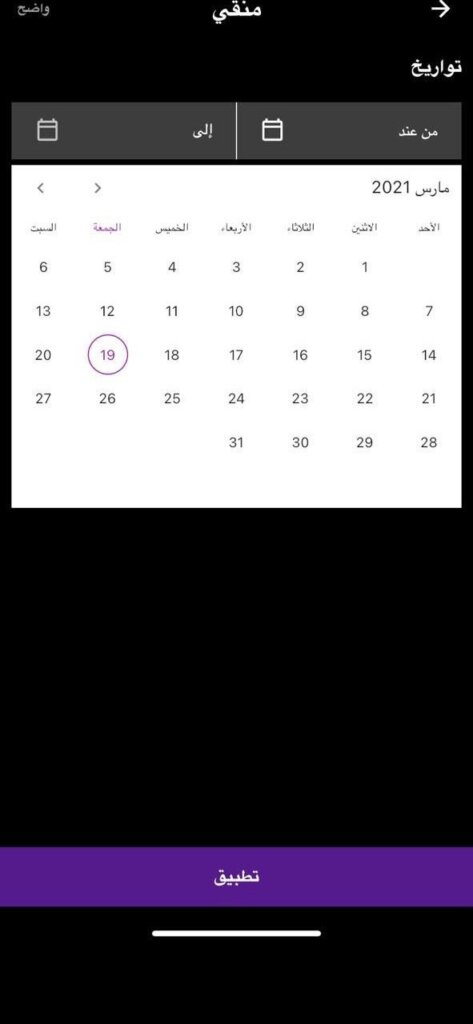 منقي واضح
تواريخ
من عند إلى
مارس 2021
الأحد الاثنين الثلاثاء الأربعاء الخميس الجمعة السبت
1 2 3 4 5 6
7 8 9 10 11 12 13
14 15 16 17 18 19 20
21 22 23 24 25 26 27
28 29 30 31
تطبيق